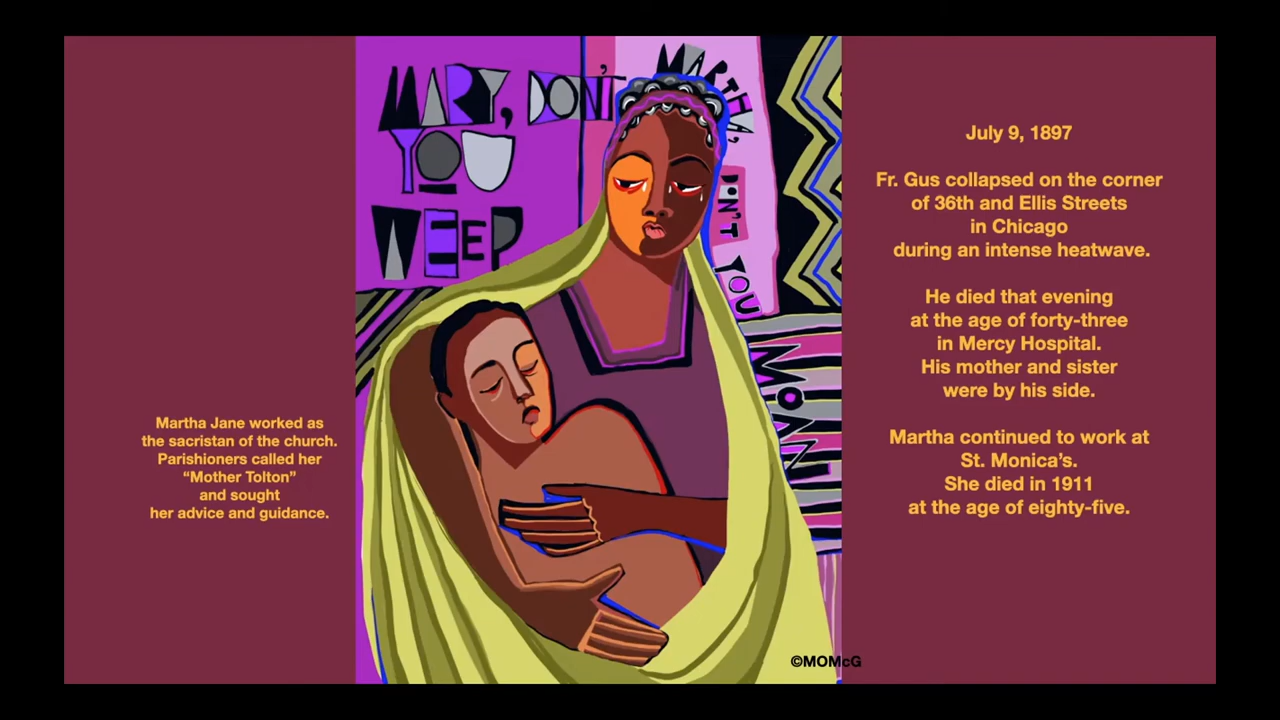 MARY, DON'T
YOU
WEEP
MARTHA,
DON'T
YOU
MOAN
Martha Jane worked as
the sacristan of the church.
Parishioners called her
“Mother Tolton”
and sought
her advice and guidance.
July 9, 1897
Fr. Gus collapsed on the corner
of 36th and Ellis Streets
in Chicago
during an intense heatwave.
He died that evening
at the age of forty-three
in Mercy Hospital.
His mother and sister
were by his side.
Martha continued to work at
St. Monica’s.
She died in 1911
at the age of eighty-five.
©MOMcG